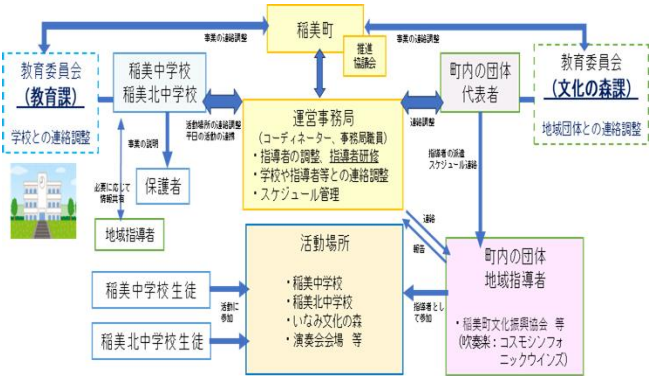 事業の連絡調整
稲美町
事業の連絡調整
推進
協議会
教育委員会
(教育課)
学校との連絡調整
稲美中学校
稲美北中学校
活動場所の連絡調整
平日の活動の連携
運営事務局
(コーディネーター、事務局職員)
・指導者の調整、指導者研修
・学校や指導者等との連絡調整
・スケジュール管理
連絡調整
町内の団体
代表者
教育委員会
(文化の森課)
地域団体との連絡調整
事業の説明
保護者
必要に応じて
情報共有
地域指導者
指導者の派遣
スケジュール連絡
連絡
報告
活動場所
・稲美中学校
・稲美北中学校
・いなみ文化の森
・演奏会会場 等
稲美中学校生徒
稲美北中学校生徒
活動に
参加
指導者とし
て参加
町内の団体
地域指導者
・稲美町文化振興協会 等
(吹奏楽:コスモシンフォ
ニックウインズ)